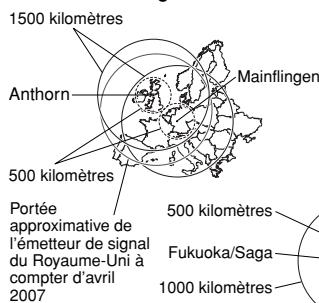 1500 kilomètres
Anthorn
Mainflingen
500 kilomètres
Portée
approximative de
l'émetteur de signal
du Royaume-Uni à
compter d'avril
2007
500 kilomètres
Fukuoka/Saga
1000 kilomètres